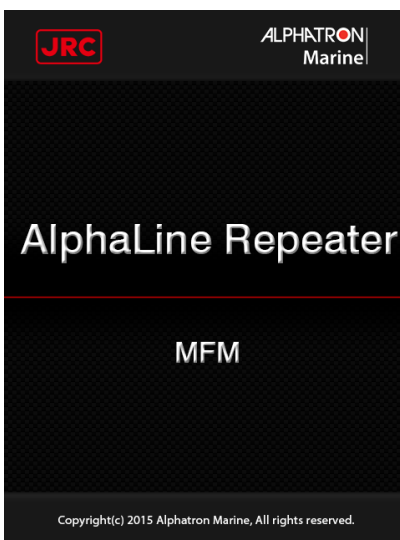 JRC
ALPHATRON
Marine
AlphaLine Repeater
MFM
Copyright(c) 2015 Alphatron Marine, All rights reserved.